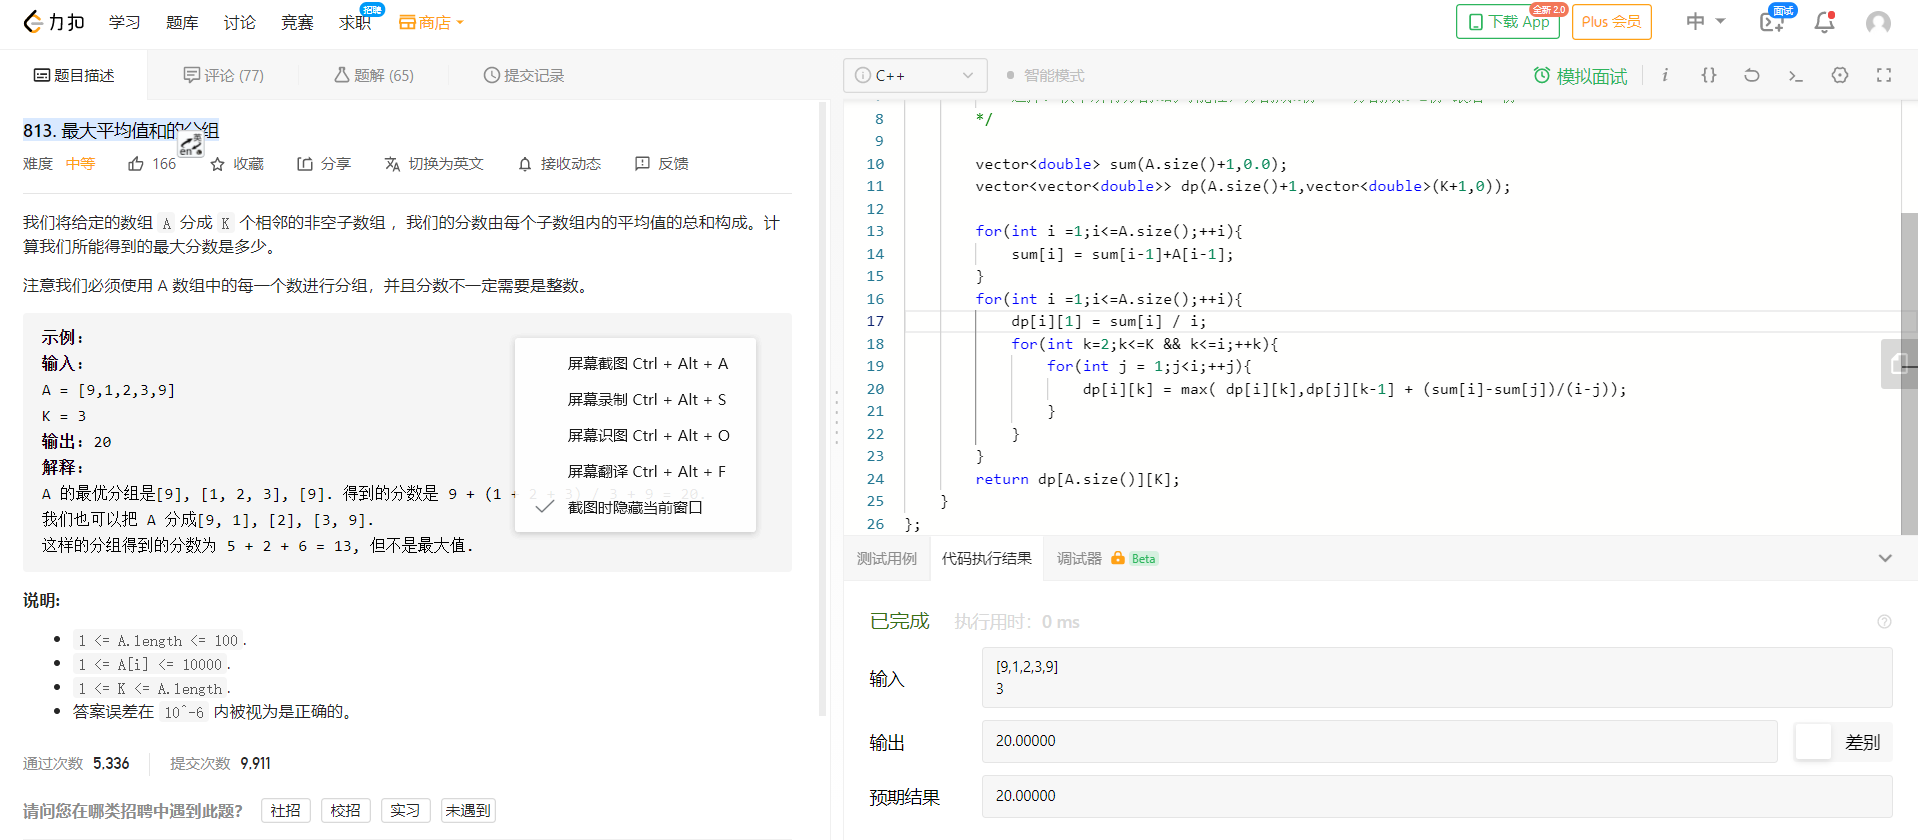 力扣 学习 题库 讨论 竞赛 求职 招聘 商店
下载 App 全新 2.0 Plus 会员 中 面试
题目描述 评论 (77) 题解 (65) 提交记录
813. 最大平均值和的分组
难度 中等 166 收藏 分享 切换为英文 接收动态 反馈
我们将给定的数组 A 分成 K 个相邻的非空子数组 ，我们的分数由每个子数组内的平均值的总和构成。计
算我们所能得到的最大分数是多少。
注意我们必须使用 A 数组中的每一个数进行分组，并且分数不一定需要是整数。
示例：
输入：
A = [9,1,2,3,9]
K = 3
输出：20
解释：
A 的最优分组是[9], [1, 2, 3], [9]. 得到的分数是 9 + (1 + 2 + 3) / 3 + 9 = 20.
我们也可以把 A 分成[9, 1], [2], [3, 9].
这样的分组得到的分数为 5 + 2 + 6 = 13, 但不是最大值.
屏幕截图 Ctrl + Alt + A
屏幕录制 Ctrl + Alt + S
屏幕识图 Ctrl + Alt + O
屏幕翻译 Ctrl + Alt + F
截图时隐藏当前窗口
说明:
1 <= A.length <= 100.
1 <= A[i] <= 10000.
1 <= K <= A.length.
答案误差在 10^-6 内被视为是正确的。
通过次数 5,336 提交次数 9,911
请问您在哪类招聘中遇到此题？ 社招 校招 实习 未遇到
C++ 智能模式 模拟面试
8 */
9
10 vector<double> sum(A.size()+1,0.0);
11 vector<vector<double>> dp(A.size()+1,vector<double>(K+1,0));
12
13 for(int i =1;i<=A.size();++i){
14 sum[i] = sum[i-1]+A[i-1];
15 }
16 for(int i =1;i<=A.size();++i){
17 dp[i][1] = sum[i] / i;
18 for(int k=2;k<=K && k<=i;++k){
19 for(int j = 1;j<i;++j){
20 dp[i][k] = max( dp[i][k],dp[j][k-1] + (sum[i]-sum[j])/(i-j));
21 }
22 }
23 }
24 return dp[A.size()][K];
25 }
26 };
测试用例 代码执行结果 调试器 Beta
已完成 执行用时：0 ms
输入
[9,1,2,3,9]
3
输出 20.00000 差别
预期结果 20.00000